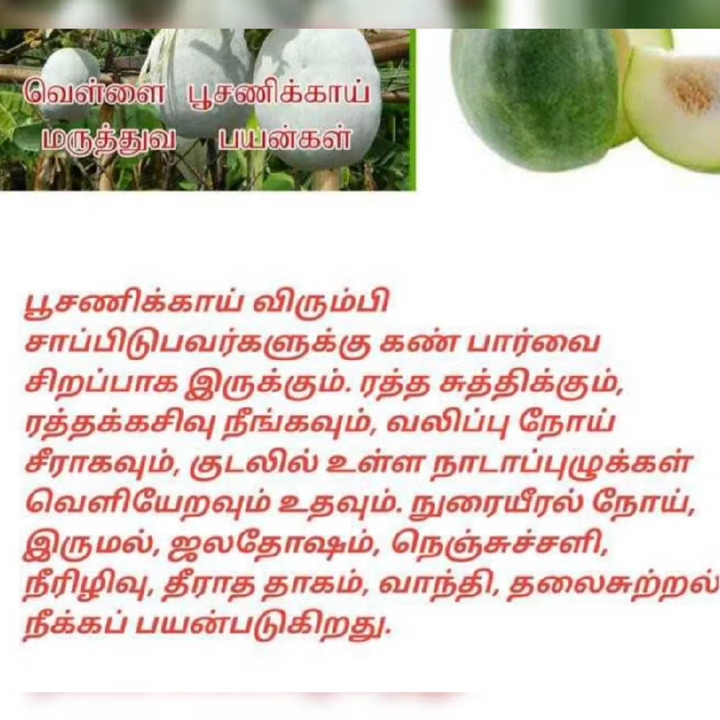 வெள்ளை பூசணிக்காய்
மருத்துவ பயன்கள்
பூசணிக்காய் விரும்பி
சாப்பிடுபவர்களுக்கு கண் பார்வை
சிறப்பாக இருக்கும். ரத்த சுத்திக்கும்,
ரத்தக்கசிவு நீங்கவும், வலிப்பு நோய்
சீராகவும், குடலில் உள்ள நாடாப்புழுக்கள்
வெளியேறவும் உதவும். நுரையீரல் நோய்,
இருமல், ஜலதோஷம், நெஞ்சுச்சளி,
நீரிழிவு, தீராத தாகம், வாந்தி, தலைசுற்றல்
நீக்கப் பயன்படுகிறது.